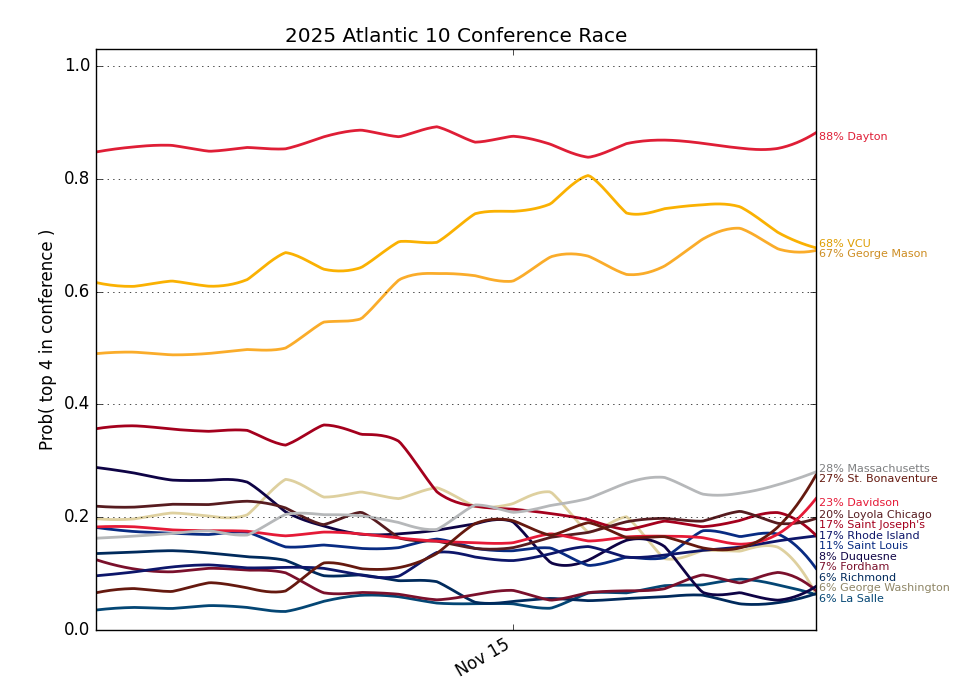 2025 Atlantic 10 Conference Race
1.0
0.8
0.6
0.4
0.2
0.0
Prob( top 4 in conference )
Nov 15
88% Dayton
68% VCU
67% George Mason
28% Massachusetts
27% St. Bonaventure
23% Davidson
20% Loyola Chicago
17% Saint Joseph's
17% Rhode Island
11% Saint Louis
8% Duquesne
7% Fordham
6% Richmond
6% George Washington
6% La Salle